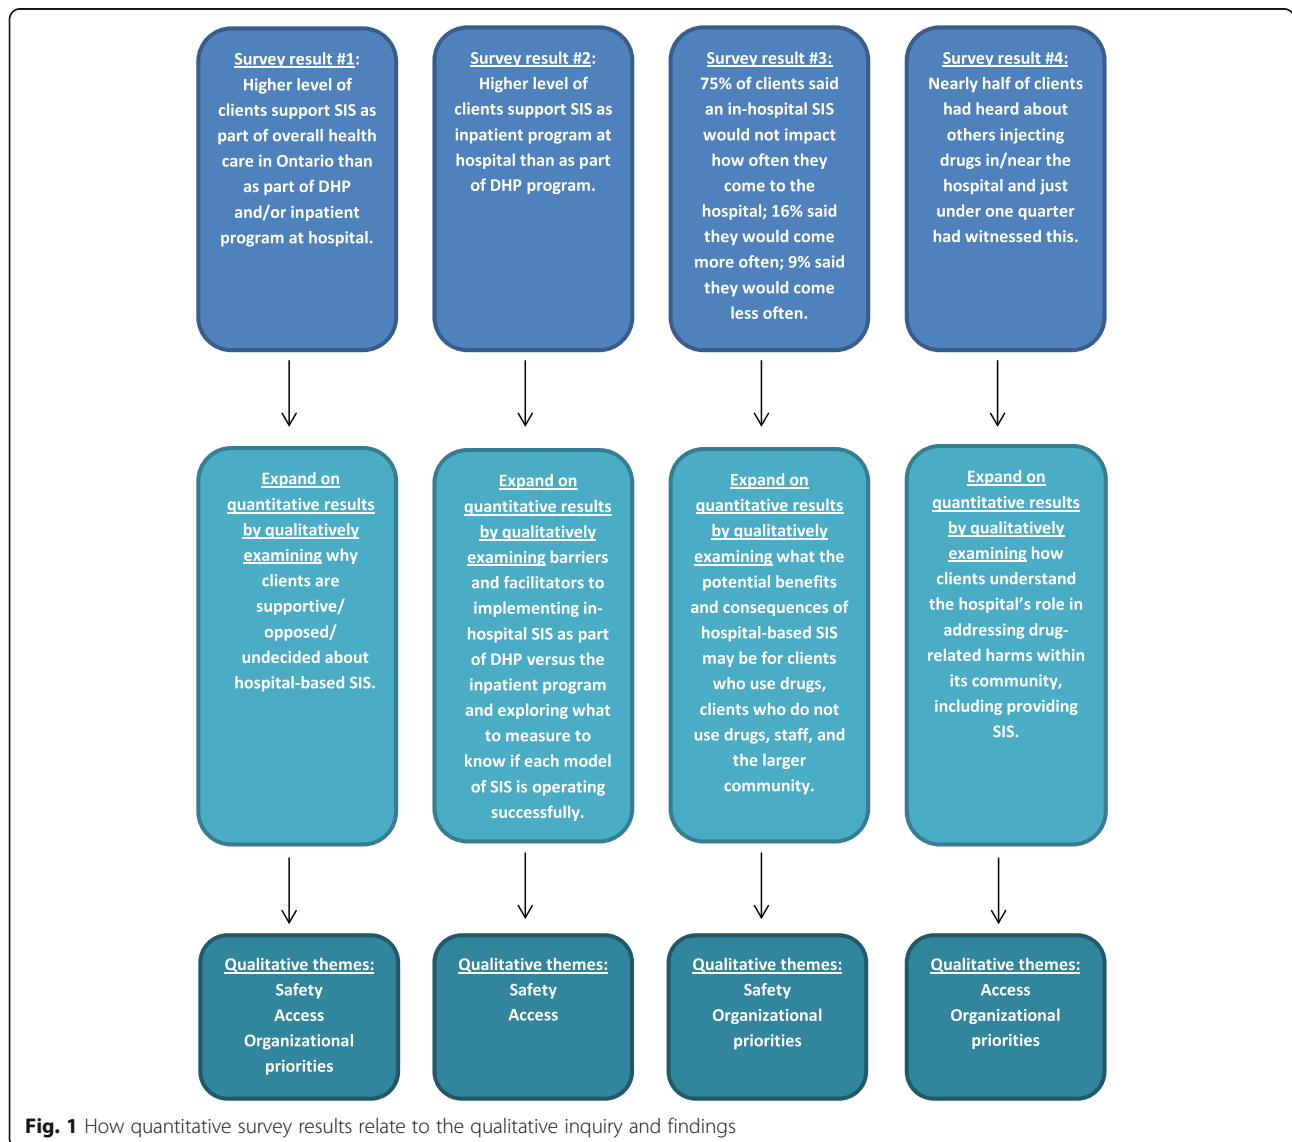 Survey result #1:
Higher level of
clients support SIS as
part of overall health
care in Ontario than
as part of DHP
and/or inpatient
program at hospital.
Survey result #2:
Higher level of
clients support SIS as
inpatient program at
hospital than as part
of DHP program.
Survey result #3:
75% of clients said
an in-hospital SIS
would not impact
how often they
come to the
hospital; 16% said
they would come
more often; 9% said
they would come
less often.
Survey result #4:
Nearly half of clients
had heard about
others injecting
drugs in/near the
hospital and just
under one quarter
had witnessed this.
Expand on
quantitative results
by qualitatively
examining why
clients are
supportive/
opposed/
undecided about
hospital-based SIS.
Expand on
quantitative results
by qualitatively
examining barriers
and facilitators to
implementing in-
hospital SIS as part
of DHP versus the
inpatient program
and exploring what
to measure to
know if each model
of SIS is operating
successfully.
Expand on
quantitative results
by qualitatively
examining what the
potential benefits
and consequences of
hospital-based SIS
may be for clients
who use drugs,
clients who do not
use drugs, staff, and
the larger
community.
Expand on
quantitative results
by qualitatively
examining how
clients understand
the hospital's role in
addressing drug-
related harms within
its community,
including providing
SIS.
Qualitative themes:
Safety
Access
Organizational
priorities
Qualitative themes:
Safety
Access
Qualitative themes:
Safety
Organizational
priorities
Qualitative themes:
Access
Organizational
priorities
Fig. 1 How quantitative survey results relate to the qualitative inquiry and findings